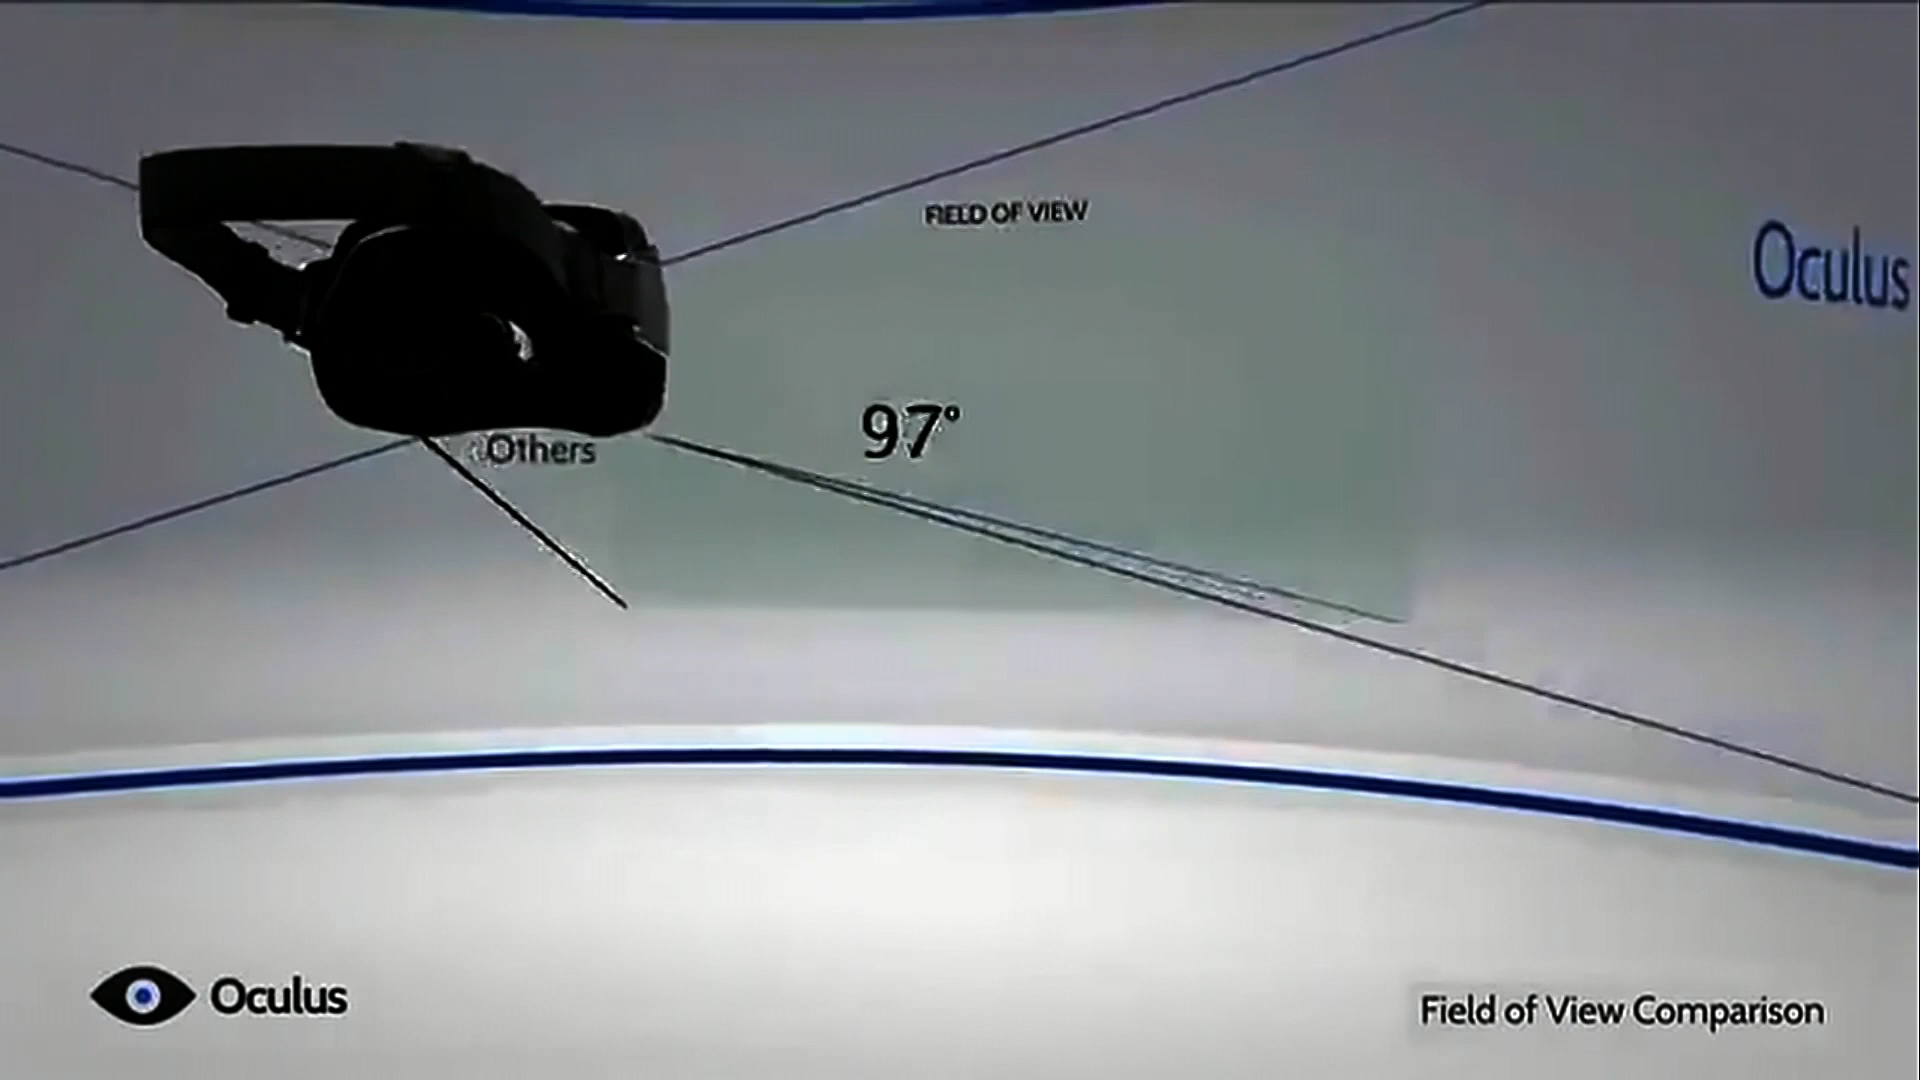 FIELD OF VIEW
Oculus
97°
Others
Oculus
Field of View Comparison